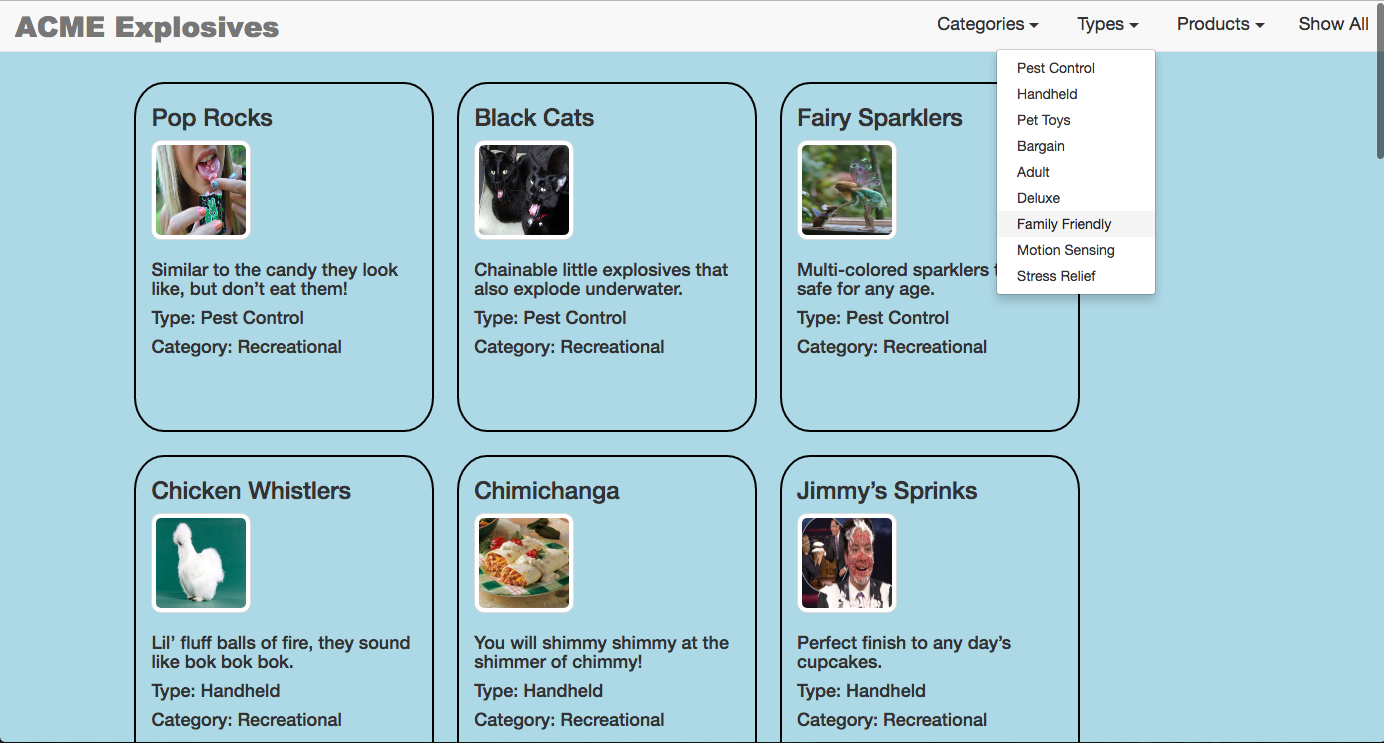 ACME Explosives
Categories
Types
Products
Show All
Pest Control
Handheld
Pet Toys
Bargain
Adult
Deluxe
Family Friendly
Motion Sensing
Stress Relief
Pop Rocks
Similar to the candy they look
like, but don’t eat them!
Type: Pest Control
Category: Recreational
Black Cats
Chainable little explosives that
also explode underwater.
Type: Pest Control
Category: Recreational
Fairy Sparklers
Multi-colored sparklers
safe for any age.
Type: Pest Control
Category: Recreational
Chicken Whistlers
Lil’ fluff balls of fire, they sound
like bok bok bok.
Type: Handheld
Category: Recreational
Chimichanga
You will shimmy shimmy at the
shimmer of chimmy!
Type: Handheld
Category: Recreational
Jimmy’s Sprinks
Perfect finish to any day’s
cupcakes.
Type: Handheld
Category: Recreational